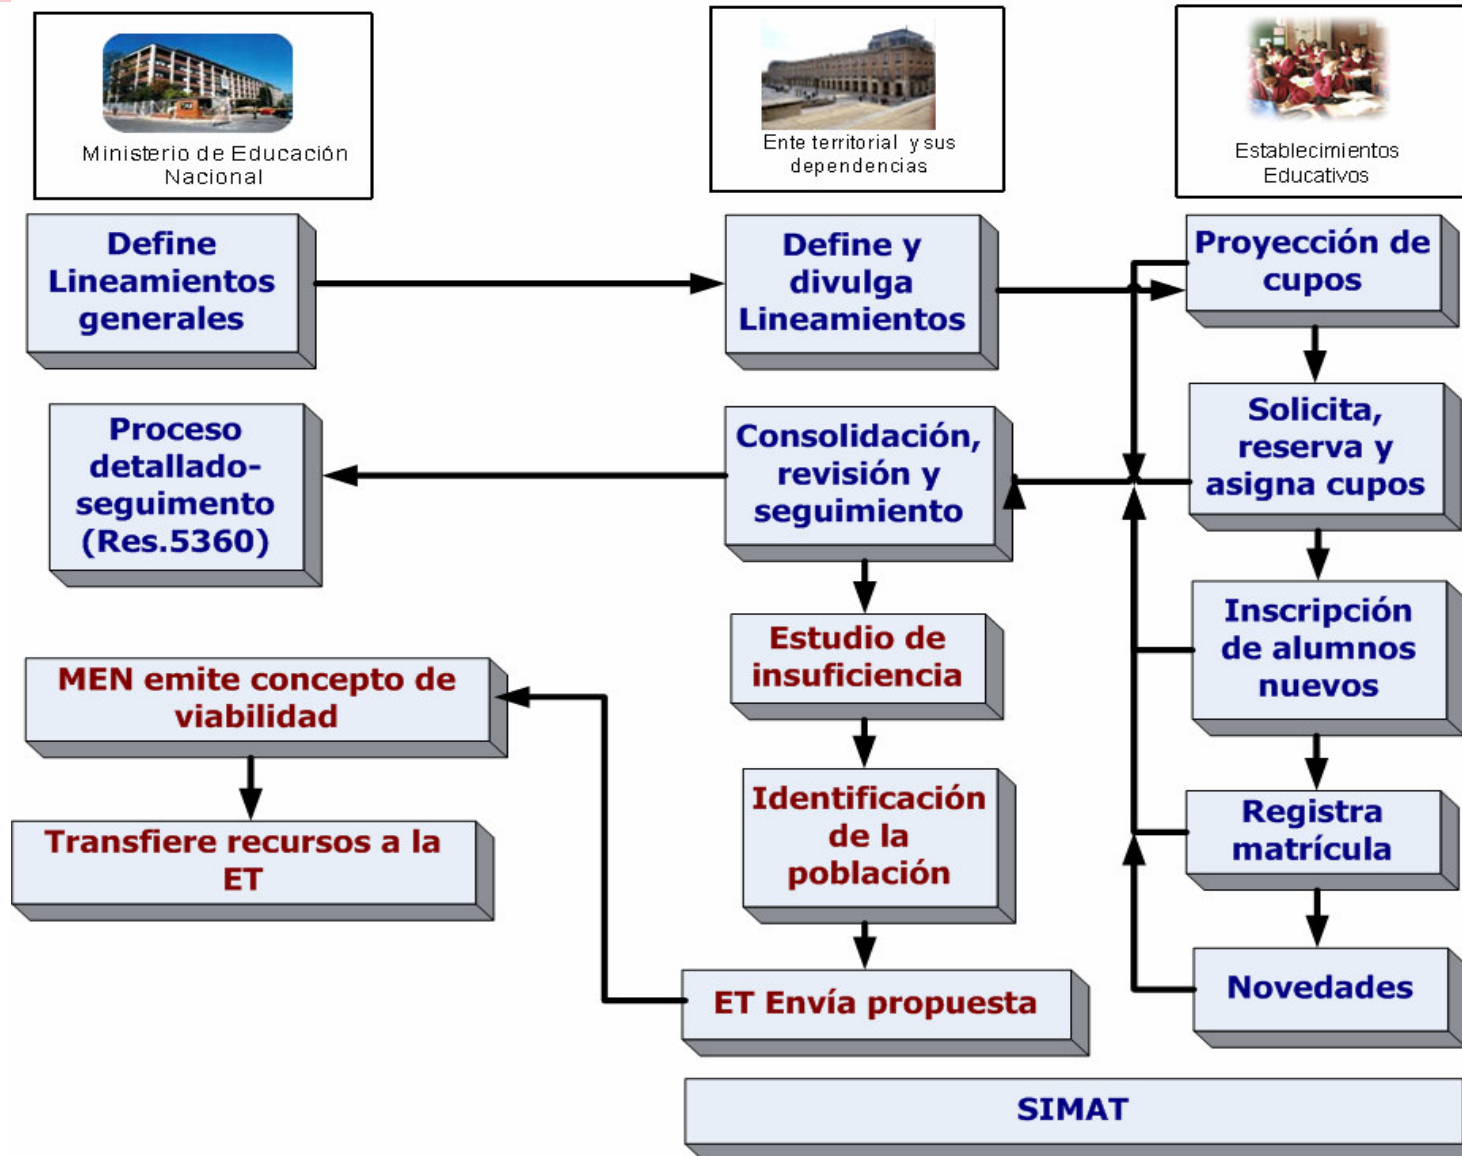 Ministerio de Educación
Nacional
Ente territorial y sus
dependencias
Establecimientos
Educativos
Define
Lineamientos
generales
Define y
divulga
Lineamientos
Proyección de
cupos
Proceso
detallado-
seguimento
(Res.5360)
Consolidación,
revisión y
seguimiento
Solicita,
reserva y
asigna cupos
Estudio de
insuficiencia
Inscripción
de alumnos
nuevos
MEN emite concepto de
viabilidad
Identificación
de la
población
Registra
matrícula
Transfiere recursos a la
ET
ET Envía propuesta
Novedades
SIMAT